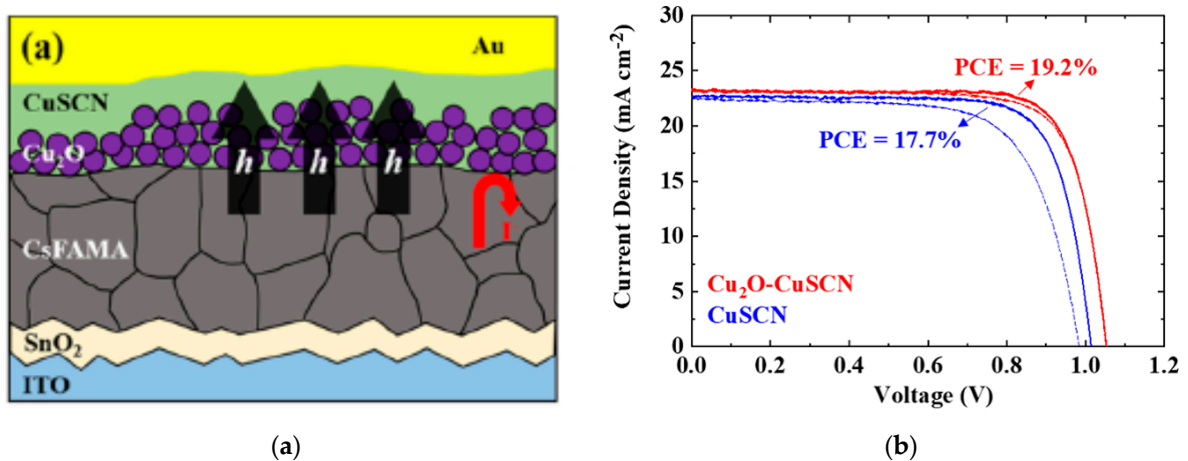 (a)
Au
CuSCN
Cu₂O
h h h
I
CsFAMA
SnO₂
ITO
(a)
30
25
20
15
10
5
0
Current Density (mA cm⁻²)
PCE = 19.2%
PCE = 17.7%
Cu₂O-CuSCN
CuSCN
0.0 0.2 0.4 0.6 0.8 1.0 1.2
Voltage (V)
(b)